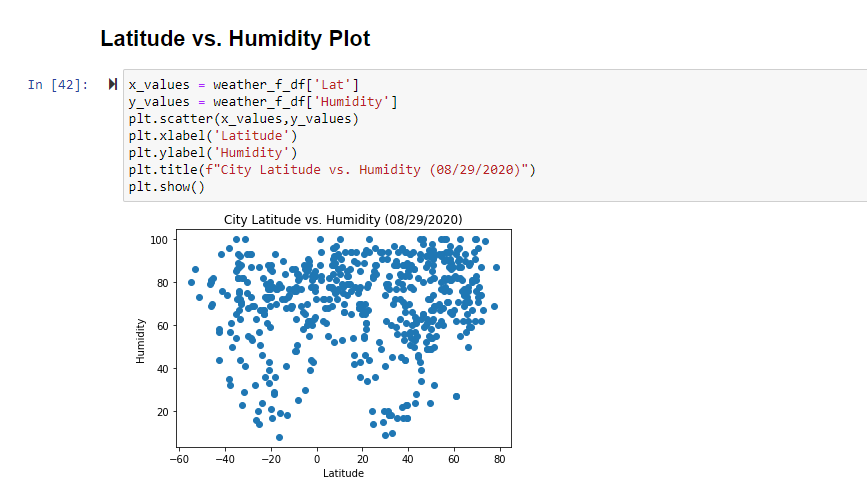 Latitude vs. Humidity Plot
In [42]:
x_values = weather_f_df['Lat']
y_values = weather_f_df['Humidity']
plt.scatter(x_values,y_values)
plt.xlabel('Latitude')
plt.ylabel('Humidity')
plt.title(f"City Latitude vs. Humidity (08/29/2020)")
plt.show()
City Latitude vs. Humidity (08/29/2020)
100
80
60
40
20
Humidity
−60 −40 −20 0 20 40 60 80
Latitude